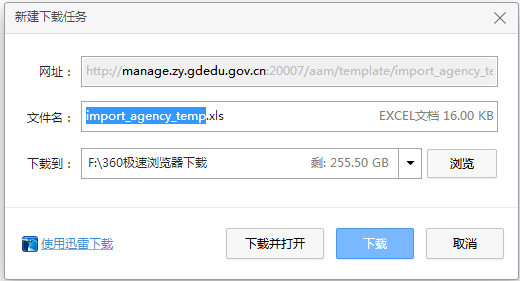 新建下载任务
网址： http://manage.zy.gdedu.gov.cn:20007/aam/template/import_agency_te
文件名： import_agency_temp.xls EXCEL文档 16.00 KB
下载到： F:\360极速浏览器下载 剩: 255.50 GB 浏览
使用迅雷下载 下载并打开 下载 取消